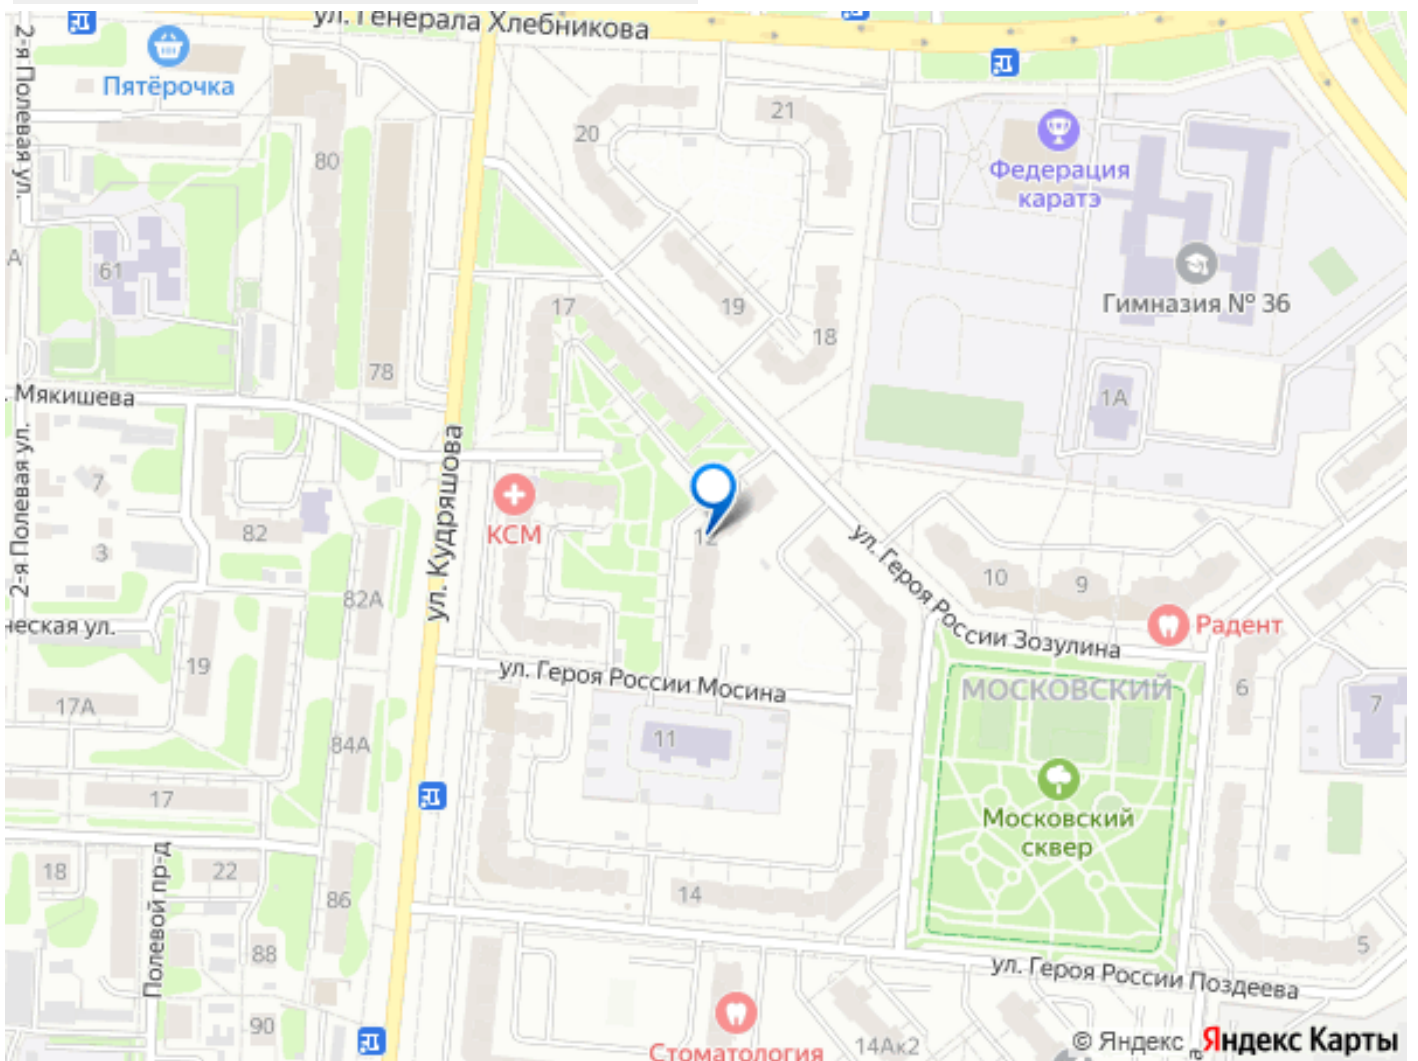 ул. Генерала Хлебникова
2-я Полевая ул.
Пятёрочка
21
20
80
Федерация
каратэ
61
А
17
19
18
Гимназия № 36
78
1А
. Мякишева
ул. Кудряшова
2-я Полевая ул.
7
КСМ
82
3
12
ул. Героя России Зозулина
10
9
82А
Радент
ческая ул.
19
ул. Героя России Мосина
МОСКОВСКИЙ
6
7
17А
11
84А
17
Московский
сквер
18
22
14
86
Полевой пр-д
88
5
ул. Героя России Поздеева
90
Стоматология
14Ак2
© Яндекс
Яндекс Карты